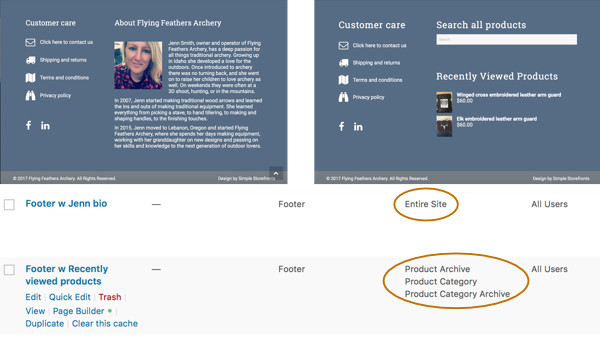 Customer care
Click here to contact us
Shipping and returns
Terms and conditions
Privacy policy
About Flying Feathers Archery
Jenn Smith, owner and operator of Flying
Feathers Archery, has a deep passion for
all things outdoors. Growing up
in Idaho she developed a love for the
outdoors. Once introduced to archery
there was no turning back, and she went
on to raise her children to love archery as
well. On weekends they were often at a
3D shoot, hunting, or in the mountains.
In 2007, Jenn started making traditional wood arrows and learned
the ins and outs of making traditional equipment. She learned
everything from picking a stave, to hand tillering, to making and
shaping handles, to the finishing touches.
In 2015, Jenn moved to Lebanon, Oregon and started Flying
Feathers Archery, where she spends her days making equipment,
working with her granddaughter on new designs and passing on
her skills and knowledge to the next generation of outdoor lovers.
© 2017 Flying Feathers Archery. All Rights Reserved.
Design by Simple Storefronts
Customer care
Click here to contact us
Shipping and returns
Terms and conditions
Privacy policy
Search all products
Search
Recently Viewed Products
Winged cross embroidered leather arm guard
$60.00
Elk embroidered leather arm guard
$60.00
© 2017 Flying Feathers Archery. All Rights Reserved.
Design by Simple Storefronts
Footer w Jenn bio — Footer Entire Site All Users
Footer w Recently — Footer Product Archive All Users
viewed products Product Category
Edit | Quick Edit | Trash | Product Category Archive
View | Page Builder • |
Duplicate | Clear this cache